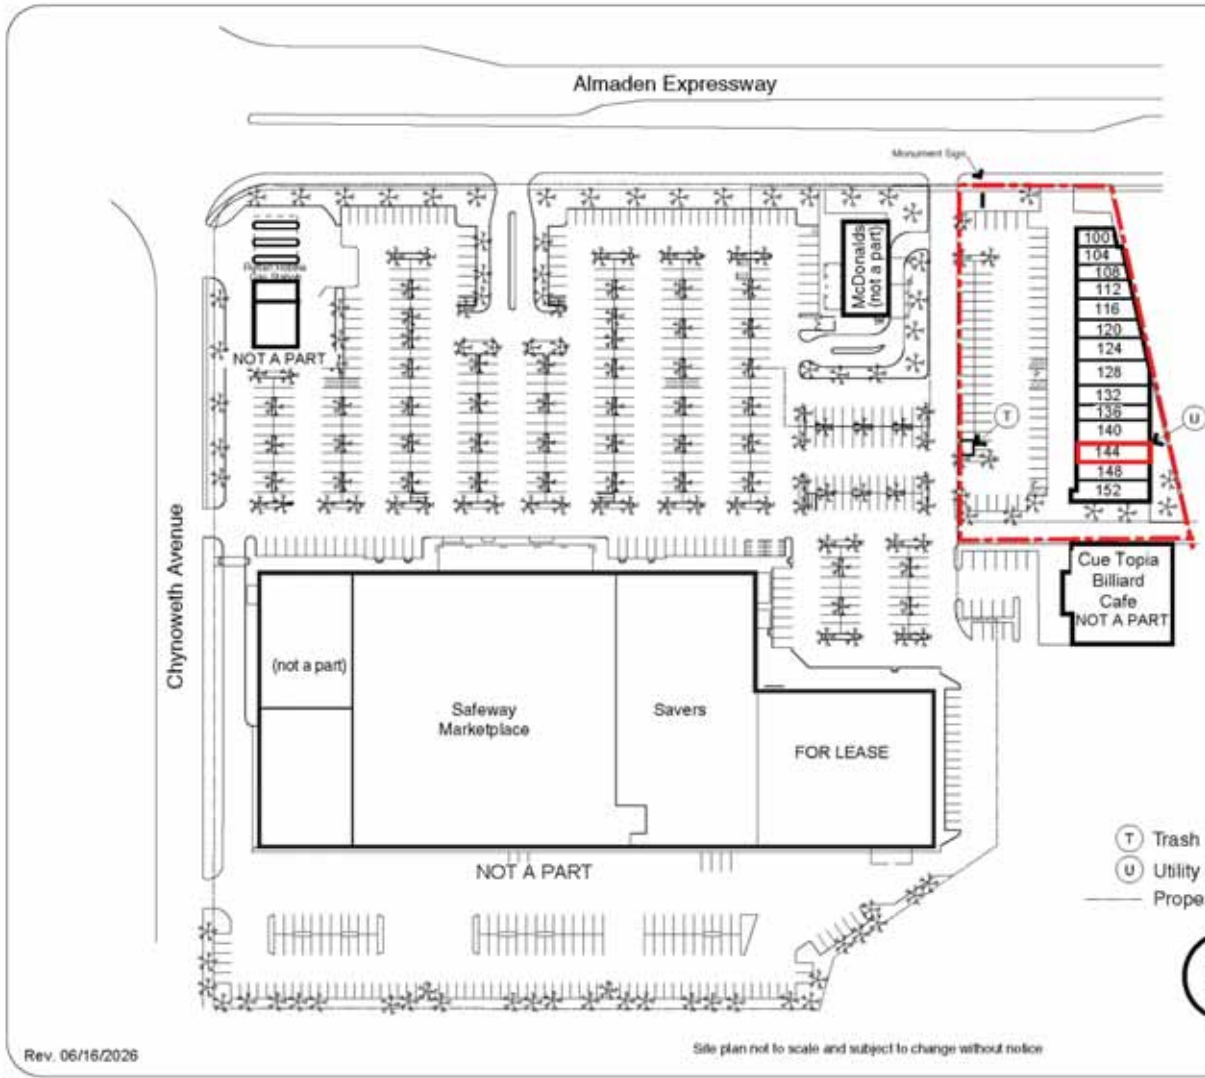 Almaden Expressway
Monument Sign
McDonalds
(not a part)
100
104
108
112
116
120
124
128
132
136
140
144
148
152
NOT A PART
T
U
Chynoweth Avenue
Cue Topia
Billiard
Cafe
NOT A PART
(not a part)
Safeway
Marketplace
Savers
FOR LEASE
NOT A PART
T Trash
U Utility
Prope
Rev. 06/16/2026
Site plan not to scale and subject to change without notice